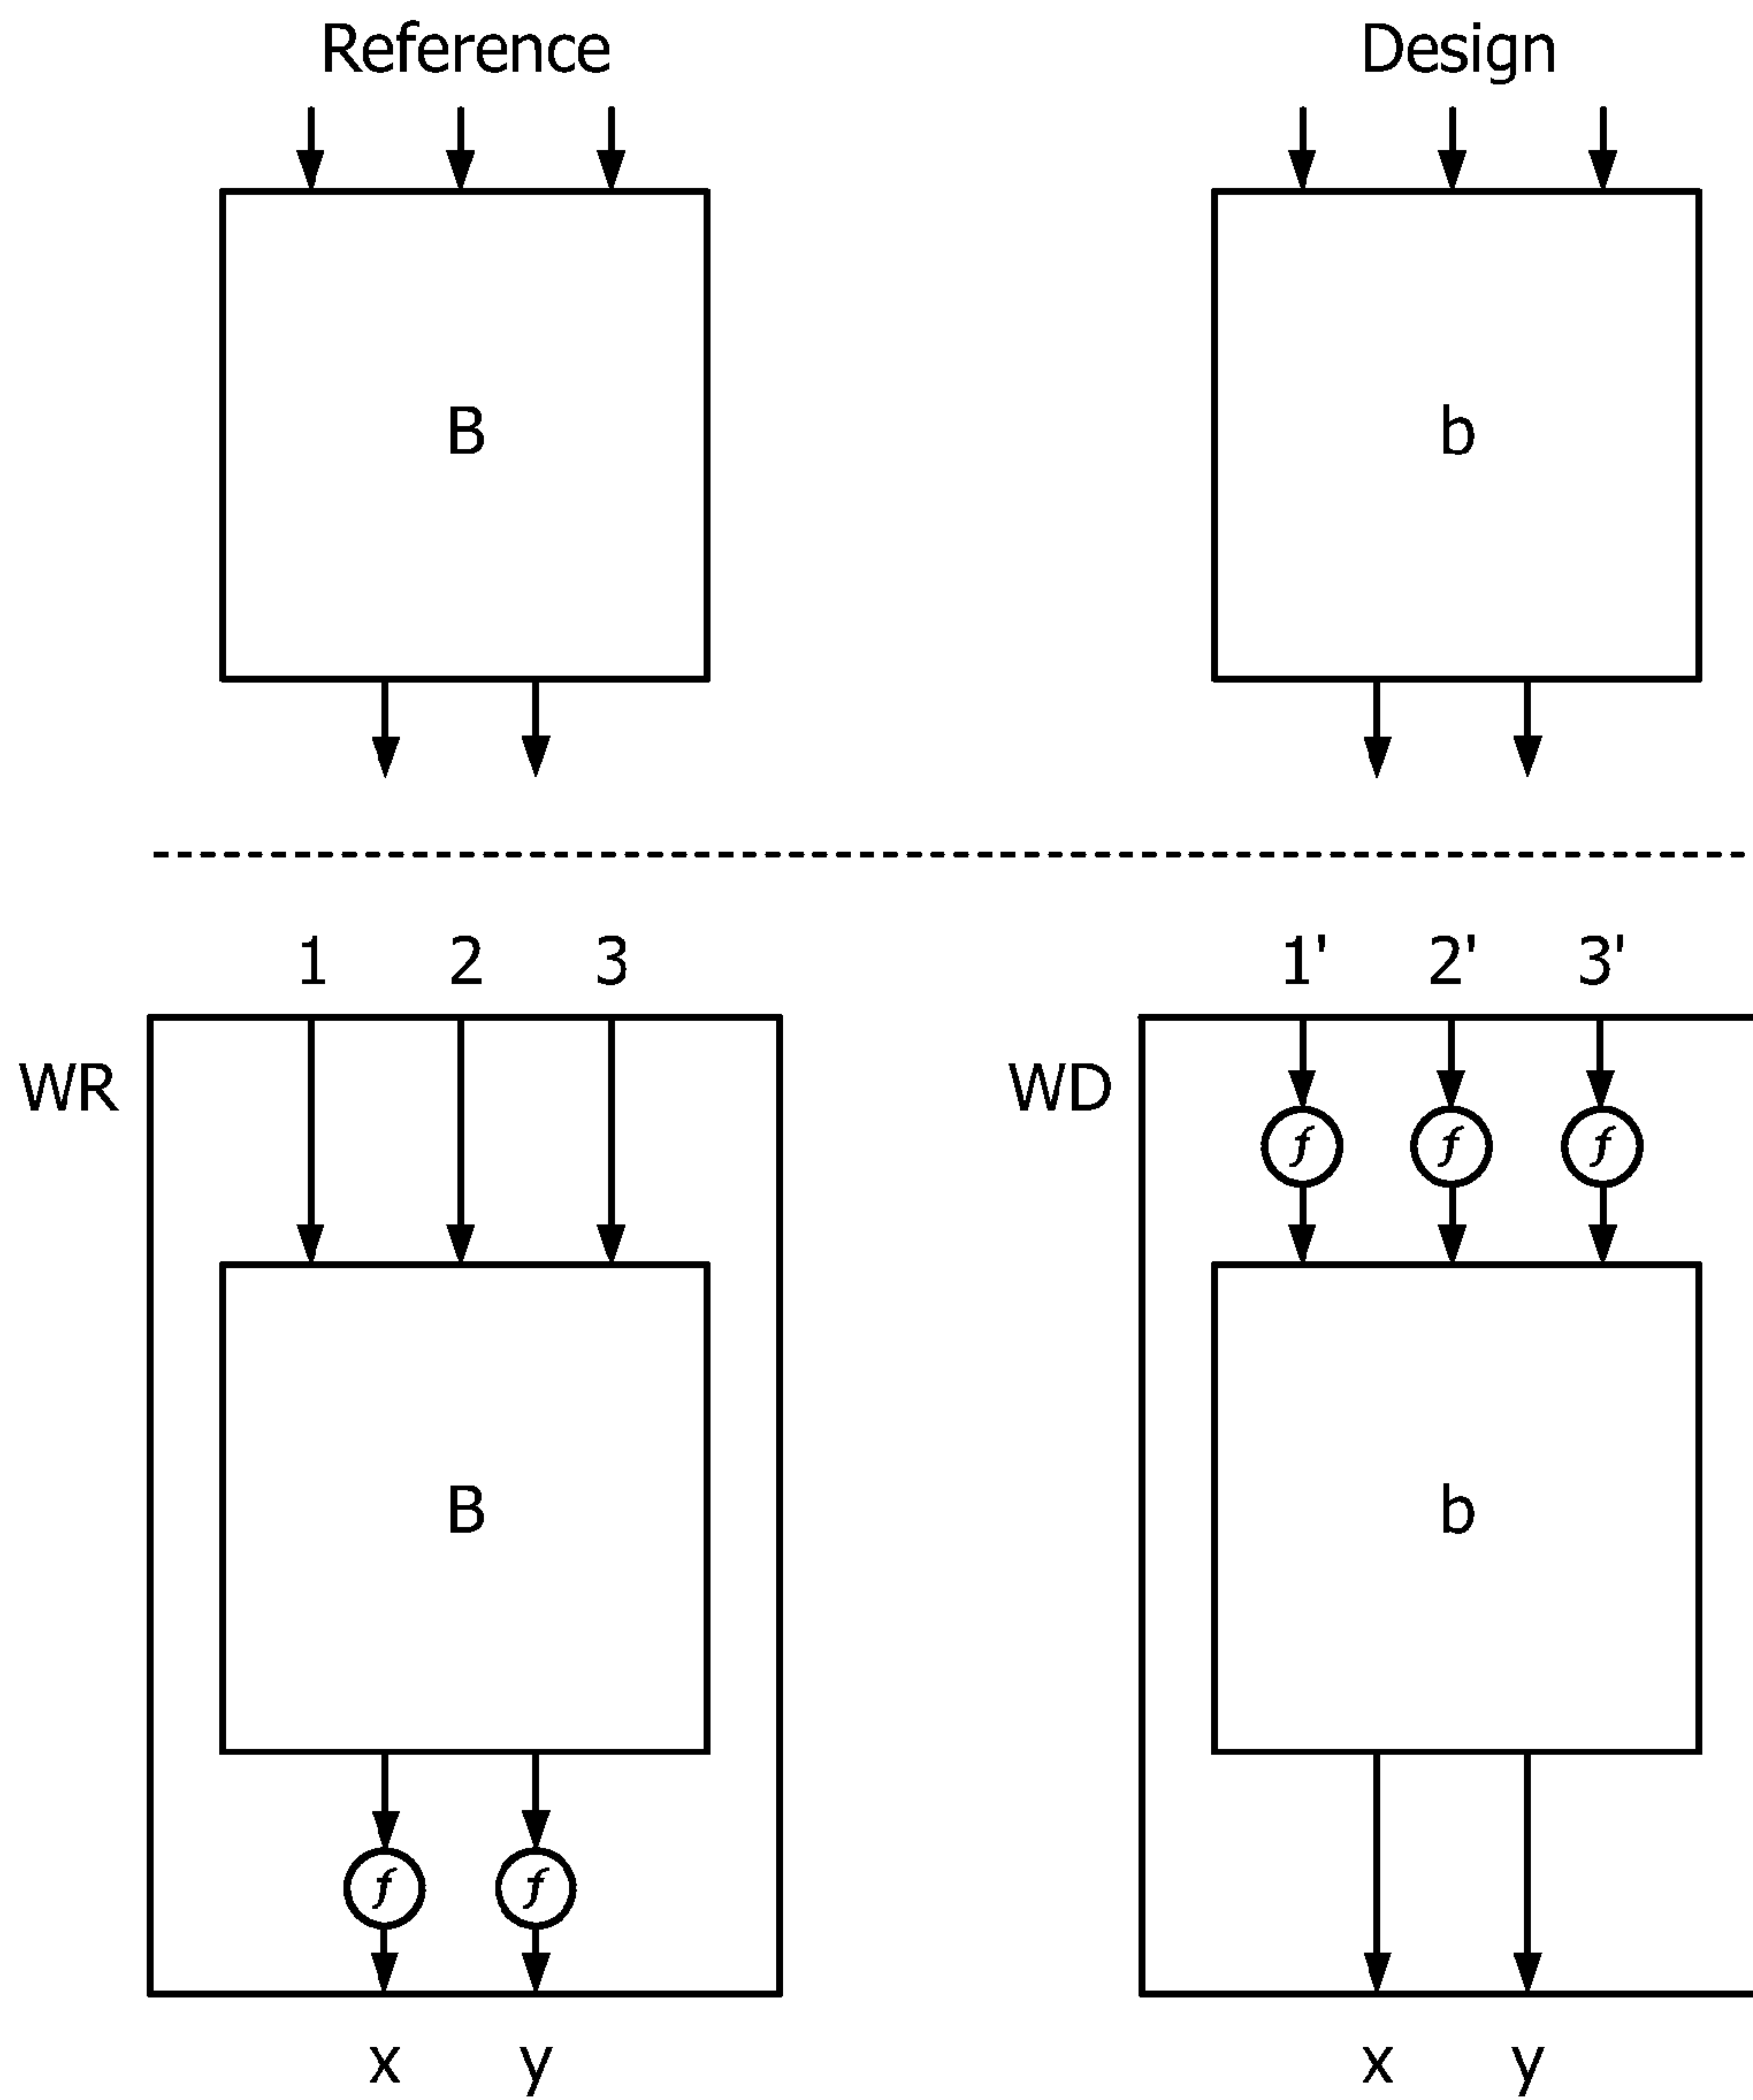 Reference Design
B b
1 2 3 1' 2' 3'
WR WD
f f f
B b
f f
x y x y